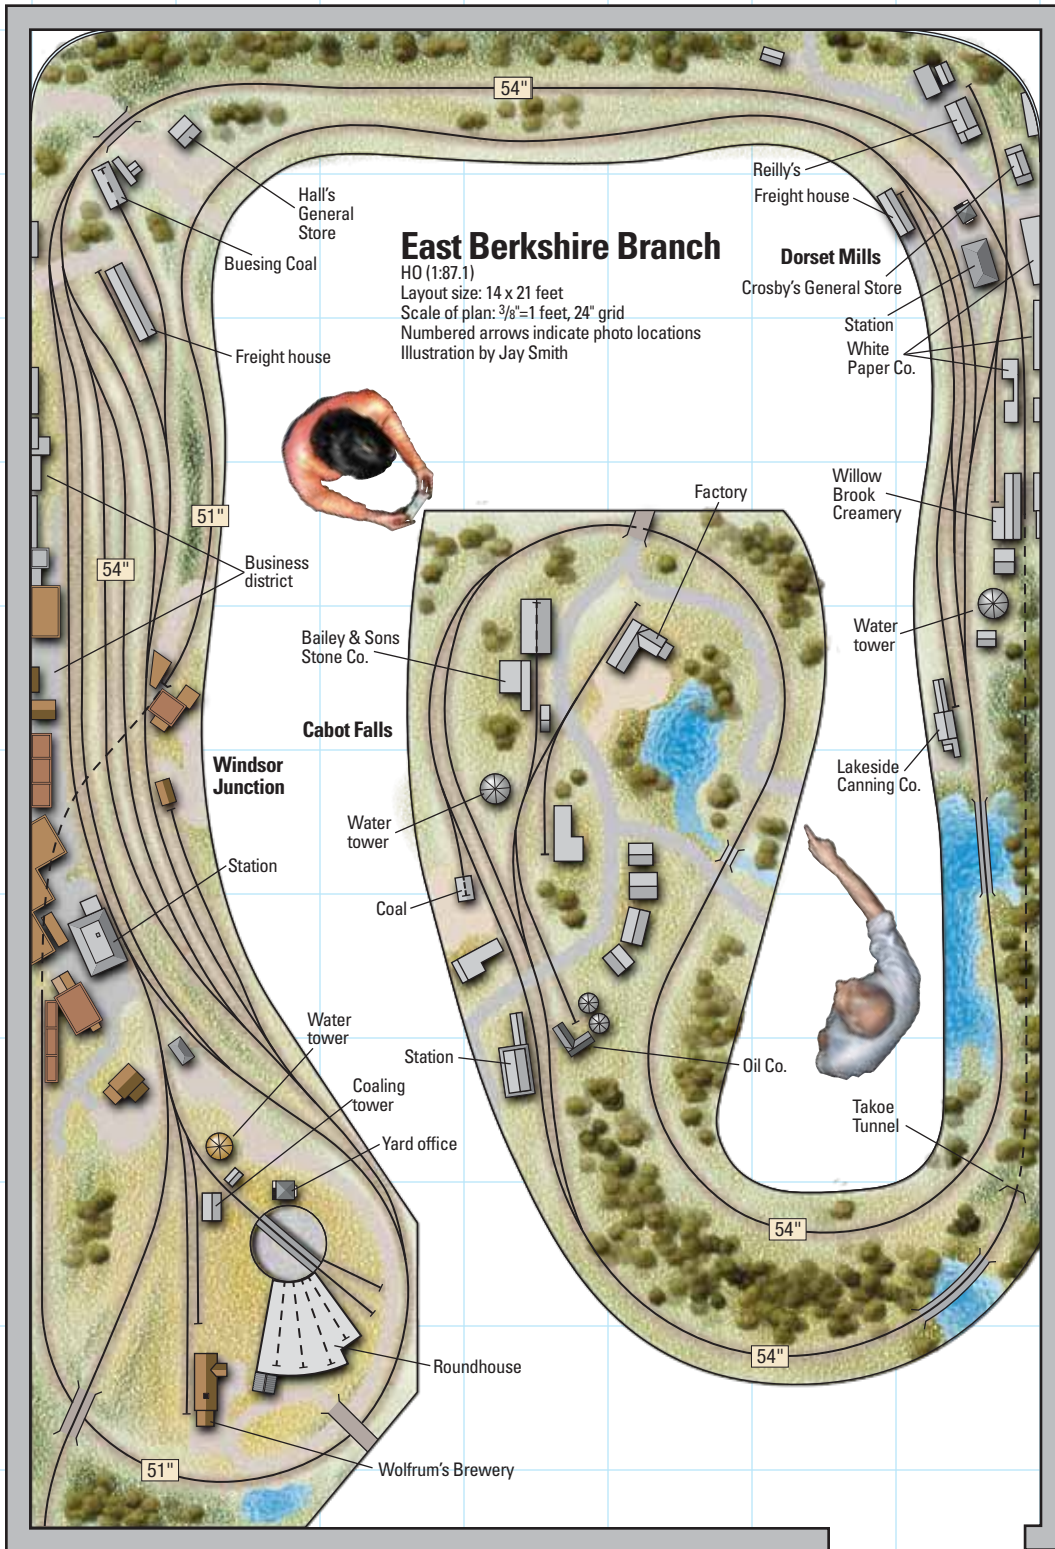 54"
Reilly's
Freight house
Hall's
General
Store
Buesing Coal
East Berkshire Branch
HO (1:87.1)
Layout size: 14 x 21 feet
Scale of plan: 3/8"=1 feet, 24" grid
Numbered arrows indicate photo locations
Illustration by Jay Smith
Dorset Mills
Crosby's General Store
Station
White
Paper Co.
Freight house
51"
54"
Business
district
Factory
Willow
Brook
Creamery
Water
tower
Bailey & Sons
Stone Co.
Cabot Falls
Windsor
Junction
Lakeside
Canning Co.
Water
tower
Station
Coal
Water
tower
Station
Oil Co.
Coaling
tower
Yard office
Takoe
Tunnel
54"
54"
Roundhouse
51"
Wolfrum's Brewery